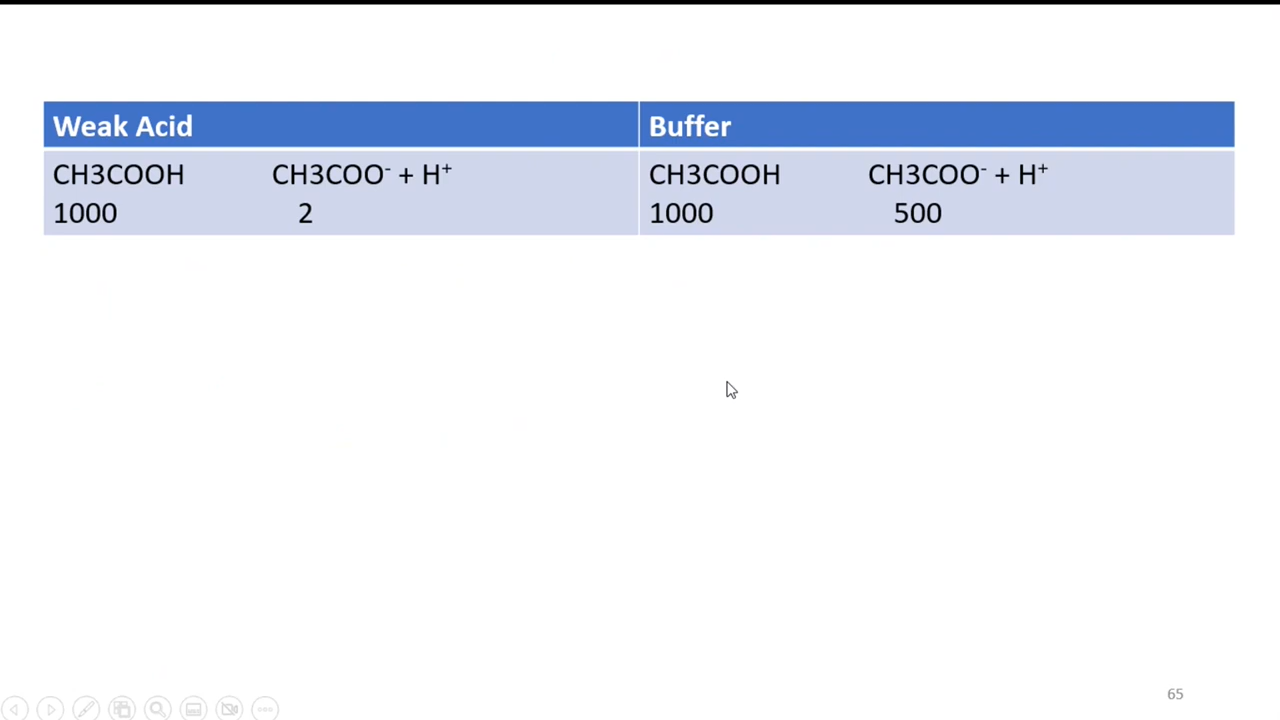 Weak Acid
CH3COOH CH3COO⁻ + H⁺
1000 2
Buffer
CH3COOH CH3COO⁻ + H⁺
1000 500
65